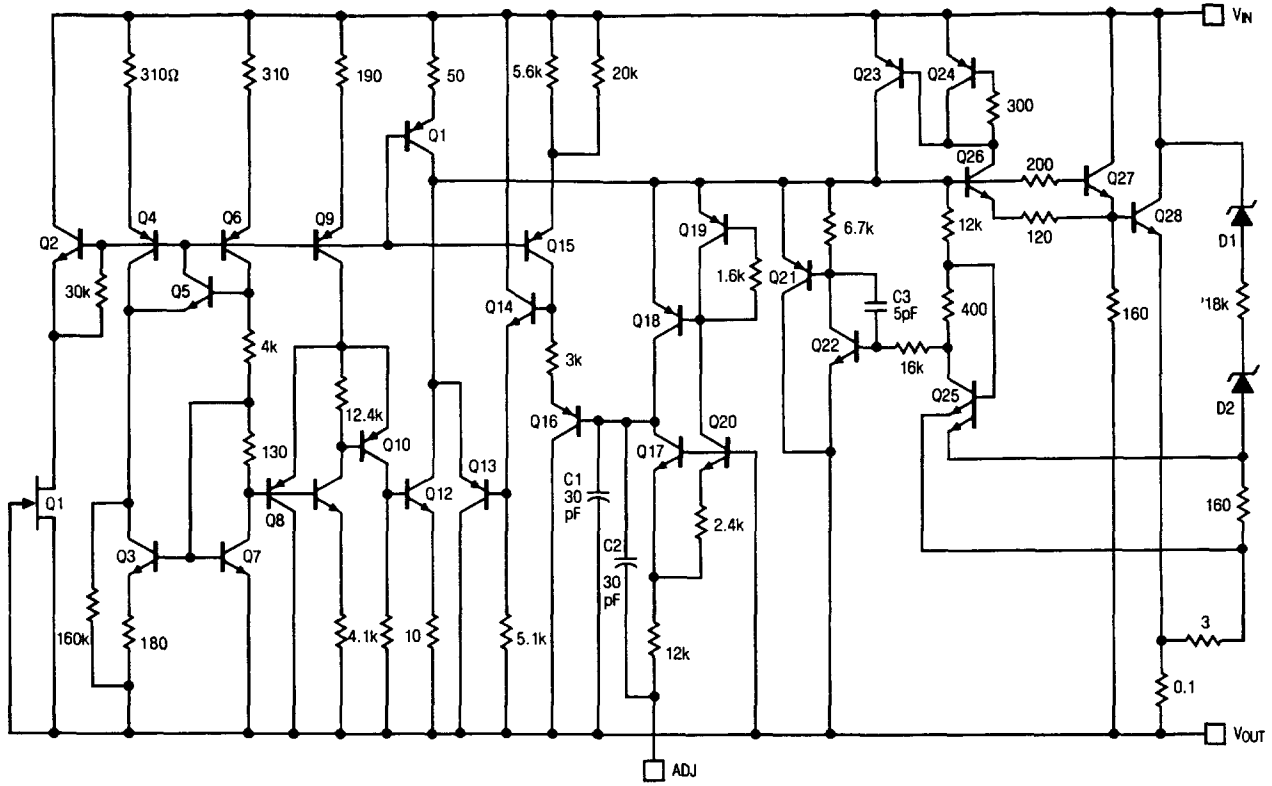 VIN
310Ω
310
190
50
5.6k
20k
Q23
Q24
300
Q1
Q26
200
Q27
Q2
Q4
Q6
Q9
Q15
Q19
6.7k
12k
120
Q28
D1
30k
Q5
Q14
1.6k
Q21
C3
5pF
400
160
'18k
4k
Q18
Q22
16k
3k
12.4k
Q10
Q16
Q20
Q25
D2
130
Q17
Q13
C1
30
pF
Q1
Q8
Q12
2.4k
160
Q3
Q7
C2
30
pF
160k
180
4.1k
10
5.1k
12k
3
0.1
VOUT
ADJ